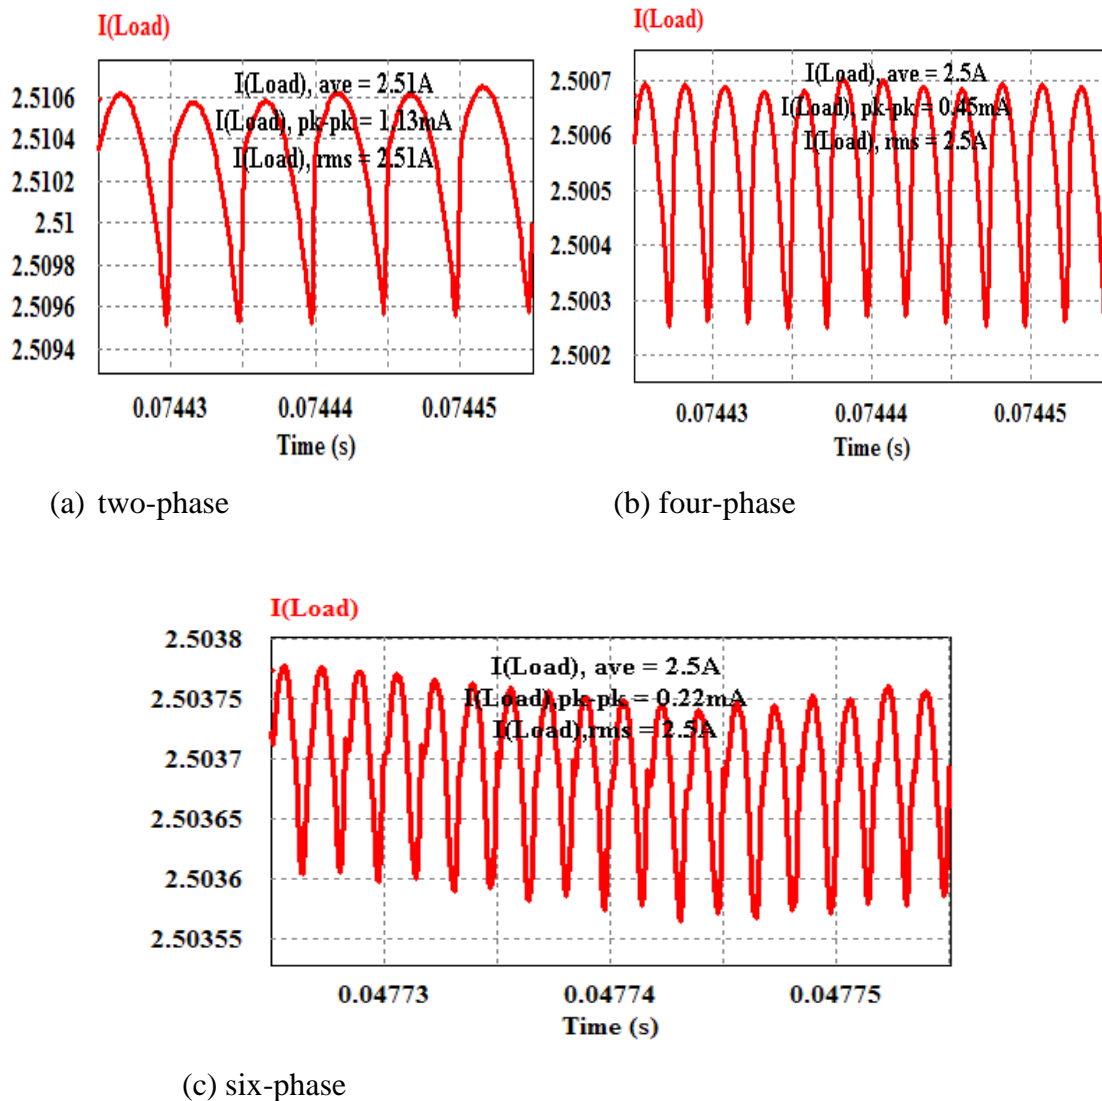 I(Load)
I(Load), ave = 2.51A
I(Load), pk-pk = 1.13mA
I(Load), rms = 2.51A
2.5106
2.5104
2.5102
2.51
2.5098
2.5096
2.5094
0.07443 0.07444 0.07445
Time (s)
(a) two-phase
I(Load)
I(Load), ave = 2.5A
I(Load), pk-pk = 0.45mA
I(Load), rms = 2.5A
2.5007
2.5006
2.5005
2.5004
2.5003
2.5002
0.07443 0.07444 0.07445
Time (s)
(b) four-phase
I(Load)
I(Load), ave = 2.5A
I(Load),pk-pk = 0.22mA
I(Load),rms = 2.5A
2.5038
2.50375
2.5037
2.50365
2.5036
2.50355
0.04773 0.04774 0.04775
Time (s)
(c) six-phase